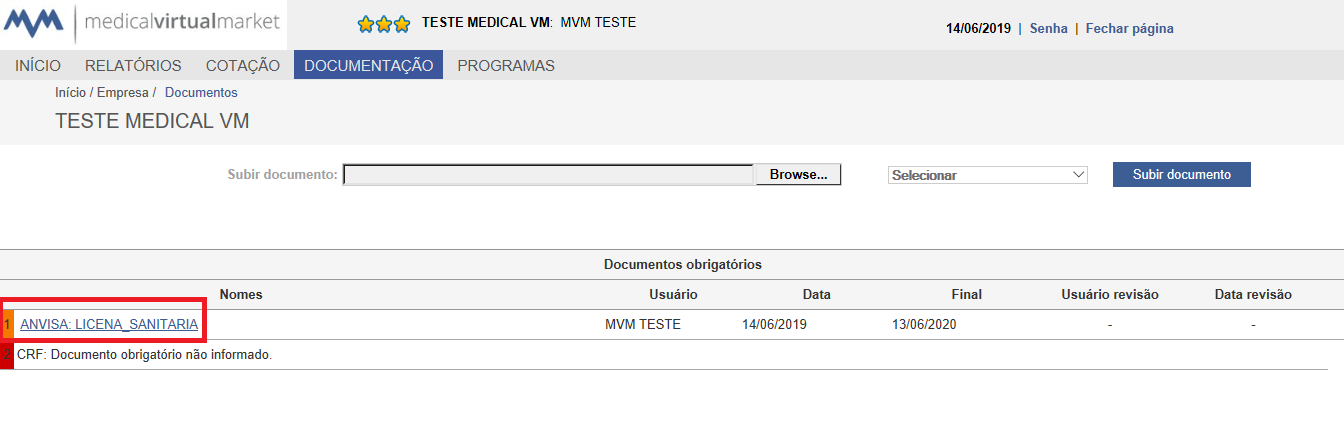 MVM | medicalvirtualmarket
TESTE MEDICAL VM: MVM TESTE
14/06/2019 | Senha | Fechar página
INÍCIO RELATÓRIOS COTAÇÃO DOCUMENTAÇÃO PROGRAMAS
Início / Empresa / Documentos
TESTE MEDICAL VM
Subir documento: Browse... Selecionar Subir documento
Documentos obrigatórios
Nomes Usuário Data Final Usuário revisão Data revisão
1 ANVISA: LICENA_SANITARIA MVM TESTE 14/06/2019 13/06/2020 - -
2 CRF: Documento obrigatório não informado.